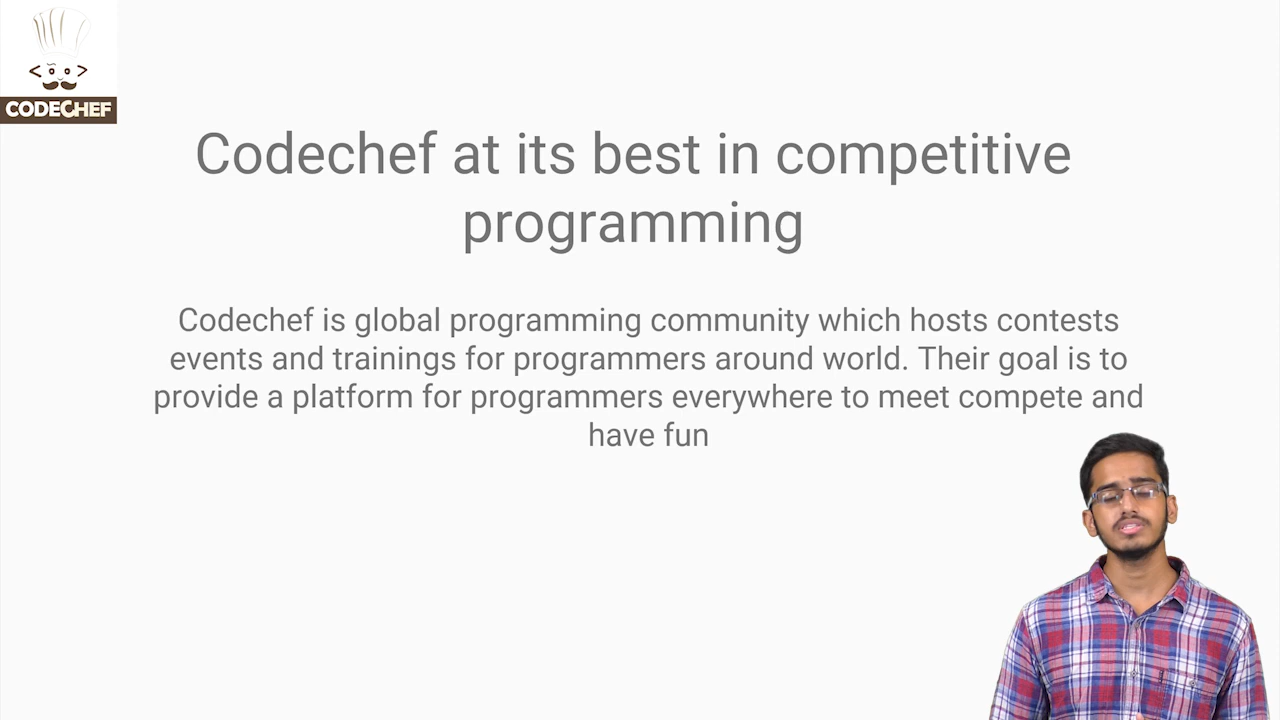 CODECHEF
Codechef at its best in competitive
programming
Codechef is global programming community which hosts contests
events and trainings for programmers around world. Their goal is to
provide a platform for programmers everywhere to meet compete and
have fun